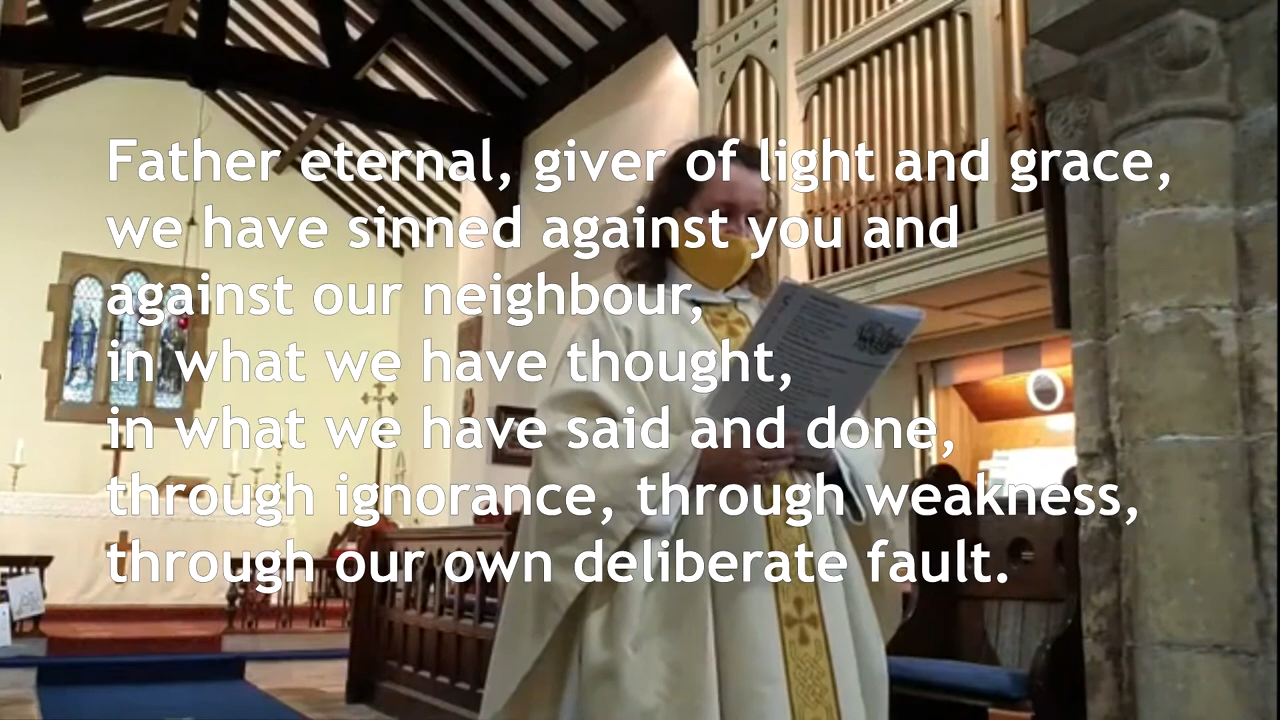 Father eternal, giver of light and grace,
we have sinned against you and
against our neighbour,
in what we have thought,
in what we have said and done,
through ignorance, through weakness,
through our own deliberate fault.